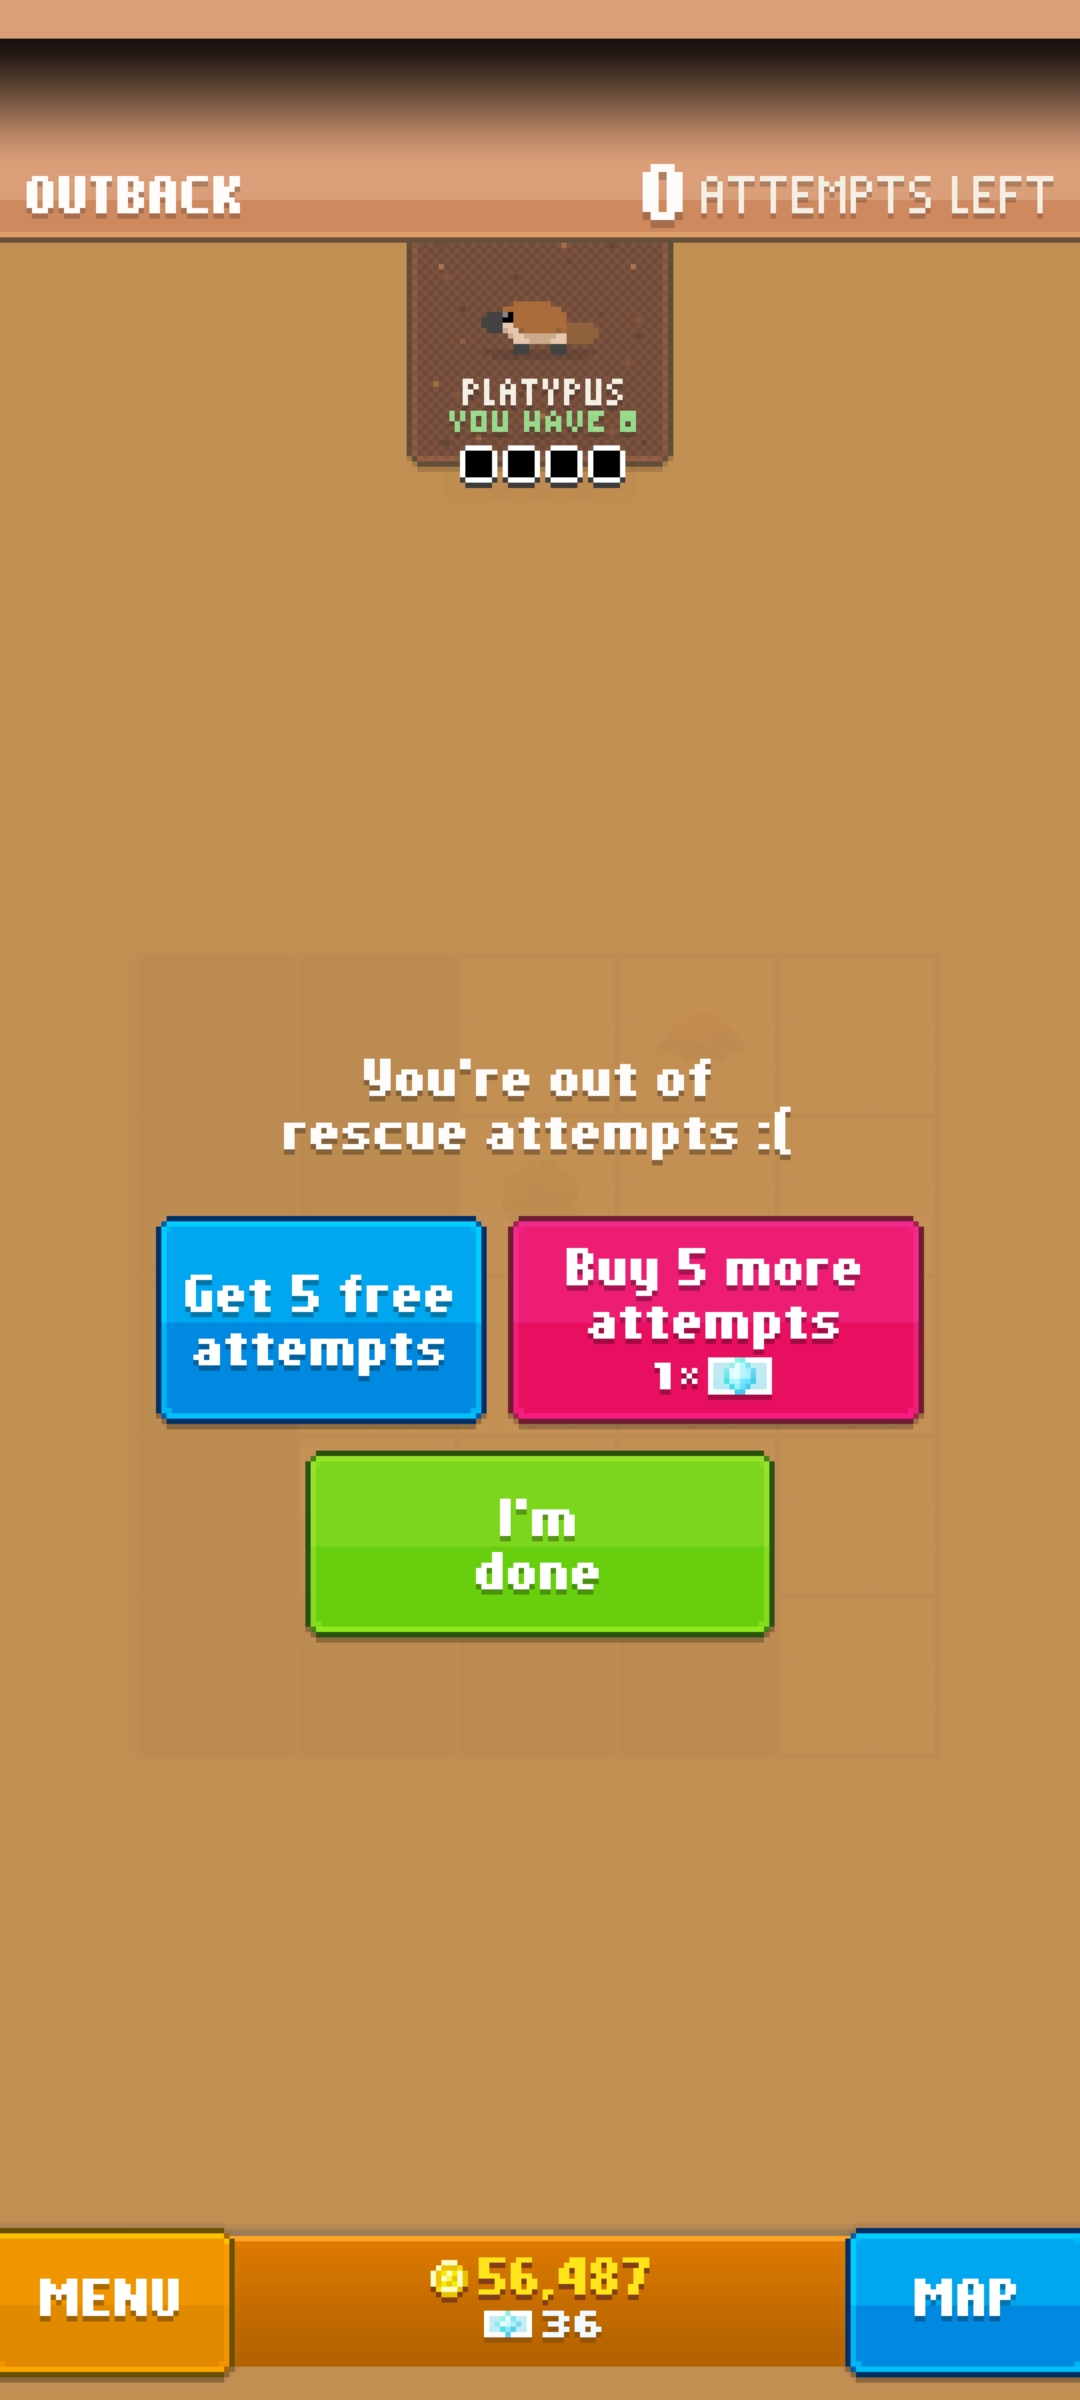 OUTBACK
0 ATTEMPTS LEFT
PLATYPUS
YOU HAVE 0
You're out of
rescue attempts :(
Get 5 free
attempts
Buy 5 more
attempts
1×
I'm
done
MENU
56,487
36
MAP